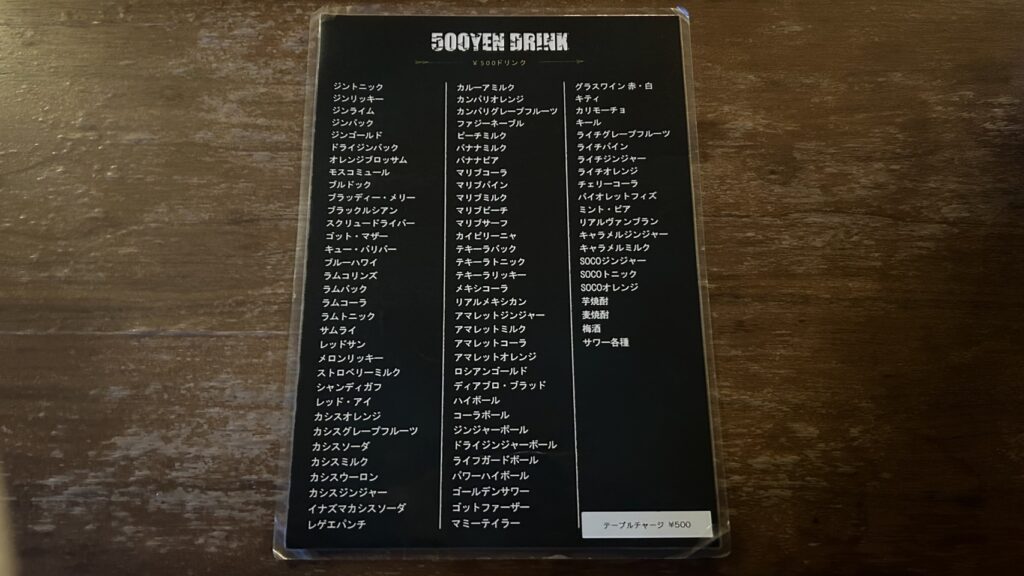 500YEN DRINK
¥500ドリンク
ジントニック
ジンリッキー
ジンライム
ジンバック
ジンゴールド
ドライジンバック
オレンジブロッサム
モスコミュール
ブルドック
ブラッディー・メリー
ブラックルシアン
スクリュードライバー
ゴット・マザー
キュー・バリバー
ブルーハワイ
ラムコリンズ
ラムバック
ラムコーラ
ラムトニック
サムライ
レッドサン
メロンリッキー
ストロベリーミルク
シャンディガフ
レッド・アイ
カシスオレンジ
カシスグレープフルーツ
カシスソーダ
カシスミルク
カシスウーロン
カシスジンジャー
イナズマカシスソーダ
レゲエパンチ
カルーアミルク
カンパリオレンジ
カンパリグレープフルーツ
ファジーネーブル
ピーチミルク
バナナミルク
バナナビア
マリブコーラ
マリブパイン
マリブミルク
マリブピーチ
マリブサーフ
カイピリーニャ
テキーラバック
テキーラトニック
テキーラリッキー
メキシコーラ
リアルメキシカン
アマレットジンジャー
アマレットミルク
アマレットコーラ
アマレットオレンジ
ロシアンゴールド
ディアブロ・ブラッド
ハイボール
コーラボール
ジンジャーボール
ドライジンジャーボール
ライフガードボール
パワーハイボール
ゴールデンサワー
ゴットファーザー
マミーテイラー
グラスワイン 赤・白
キティ
カリモーチョ
キール
ライチグレープフルーツ
ライチパイン
ライチジンジャー
ライチオレンジ
チェリーコーラ
バイオレットフィズ
ミント・ビア
リアルヴァンブラン
キャラメルジンジャー
キャラメルミルク
SOCOジンジャー
SOCOトニック
SOCOオレンジ
芋焼酎
麦焼酎
梅酒
サワー各種
テーブルチャージ ¥500